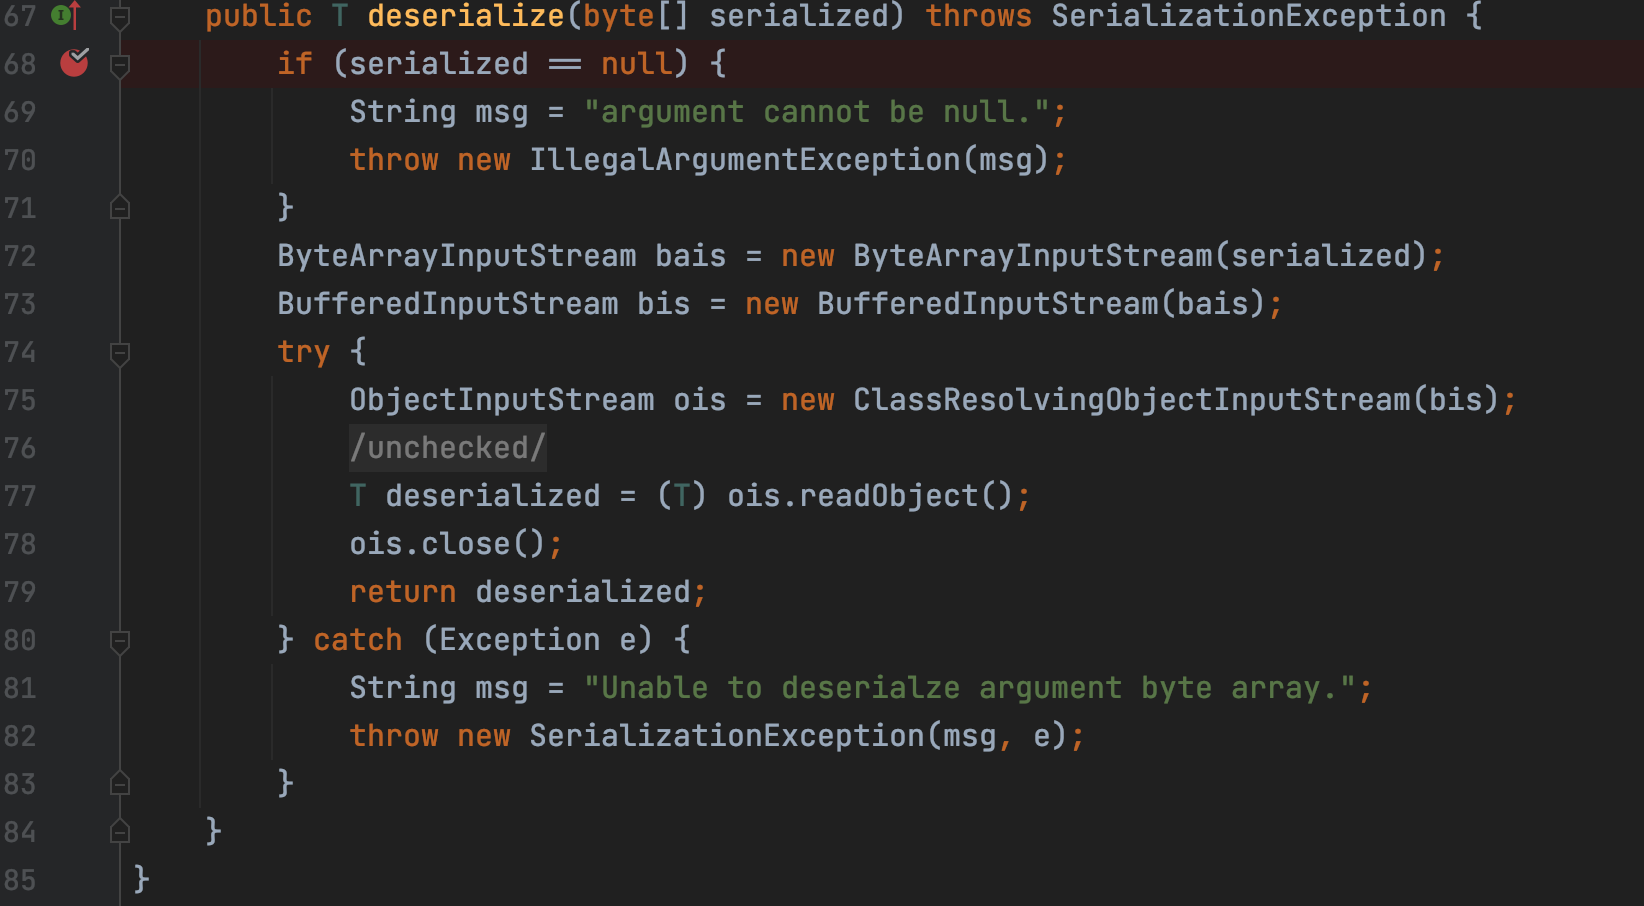 67 public T deserialize(byte[] serialized) throws SerializationException {
68 if (serialized == null) {
69 String msg = "argument cannot be null.";
70 throw new IllegalArgumentException(msg);
71 }
72 ByteArrayInputStream bais = new ByteArrayInputStream(serialized);
73 BufferedInputStream bis = new BufferedInputStream(bais);
74 try {
75 ObjectInputStream ois = new ClassResolvingObjectInputStream(bis);
76 /unchecked/
77 T deserialized = (T) ois.readObject();
78 ois.close();
79 return deserialized;
80 } catch (Exception e) {
81 String msg = "Unable to deserialze argument byte array.";
82 throw new SerializationException(msg, e);
83 }
84 }
85 }